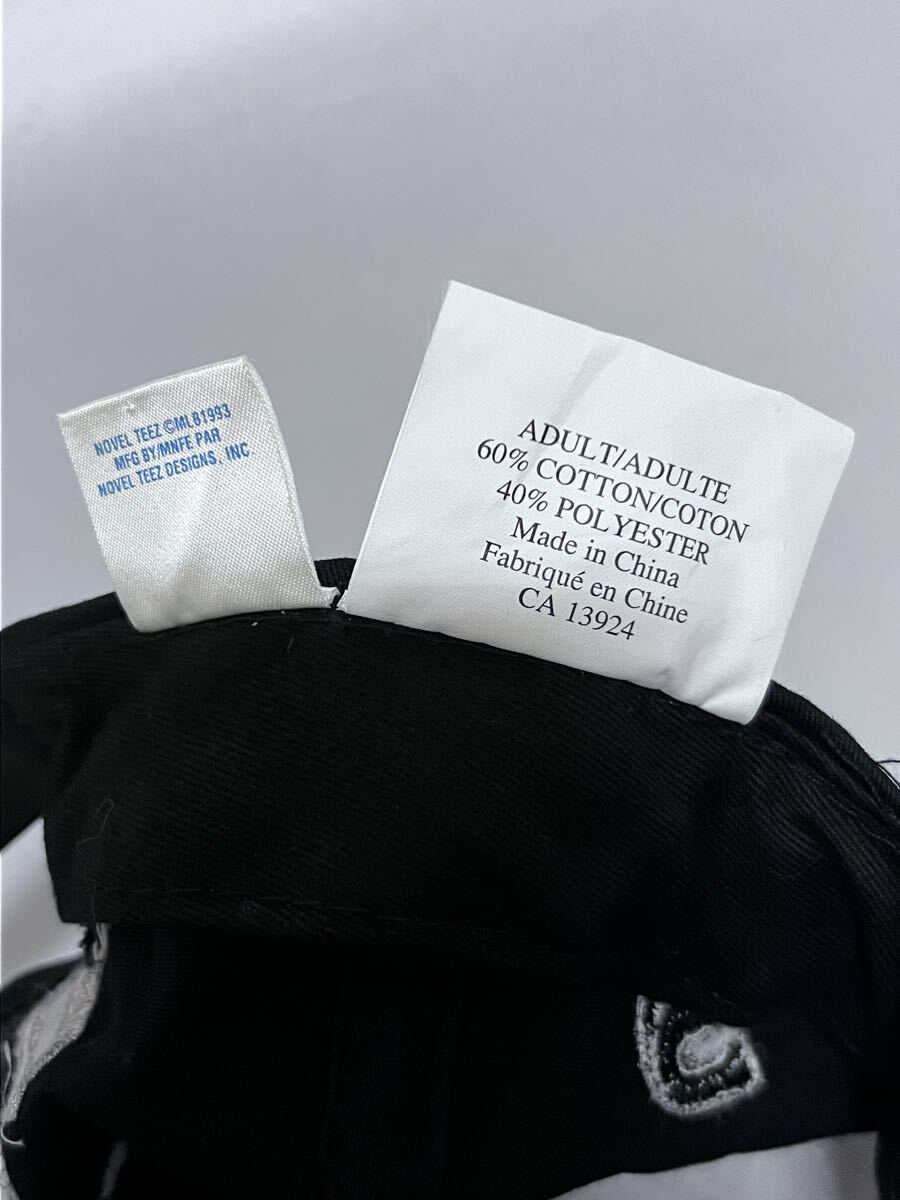 NOVEL TEEZ ©MLB1993
MFG BY/MNFE PAR
NOVEL TEEZ DESIGNS, INC.
ADULT/ADULTE
60% COTTON/COTON
40% POLYESTER
Made in China
Fabriqué en Chine
CA 13924